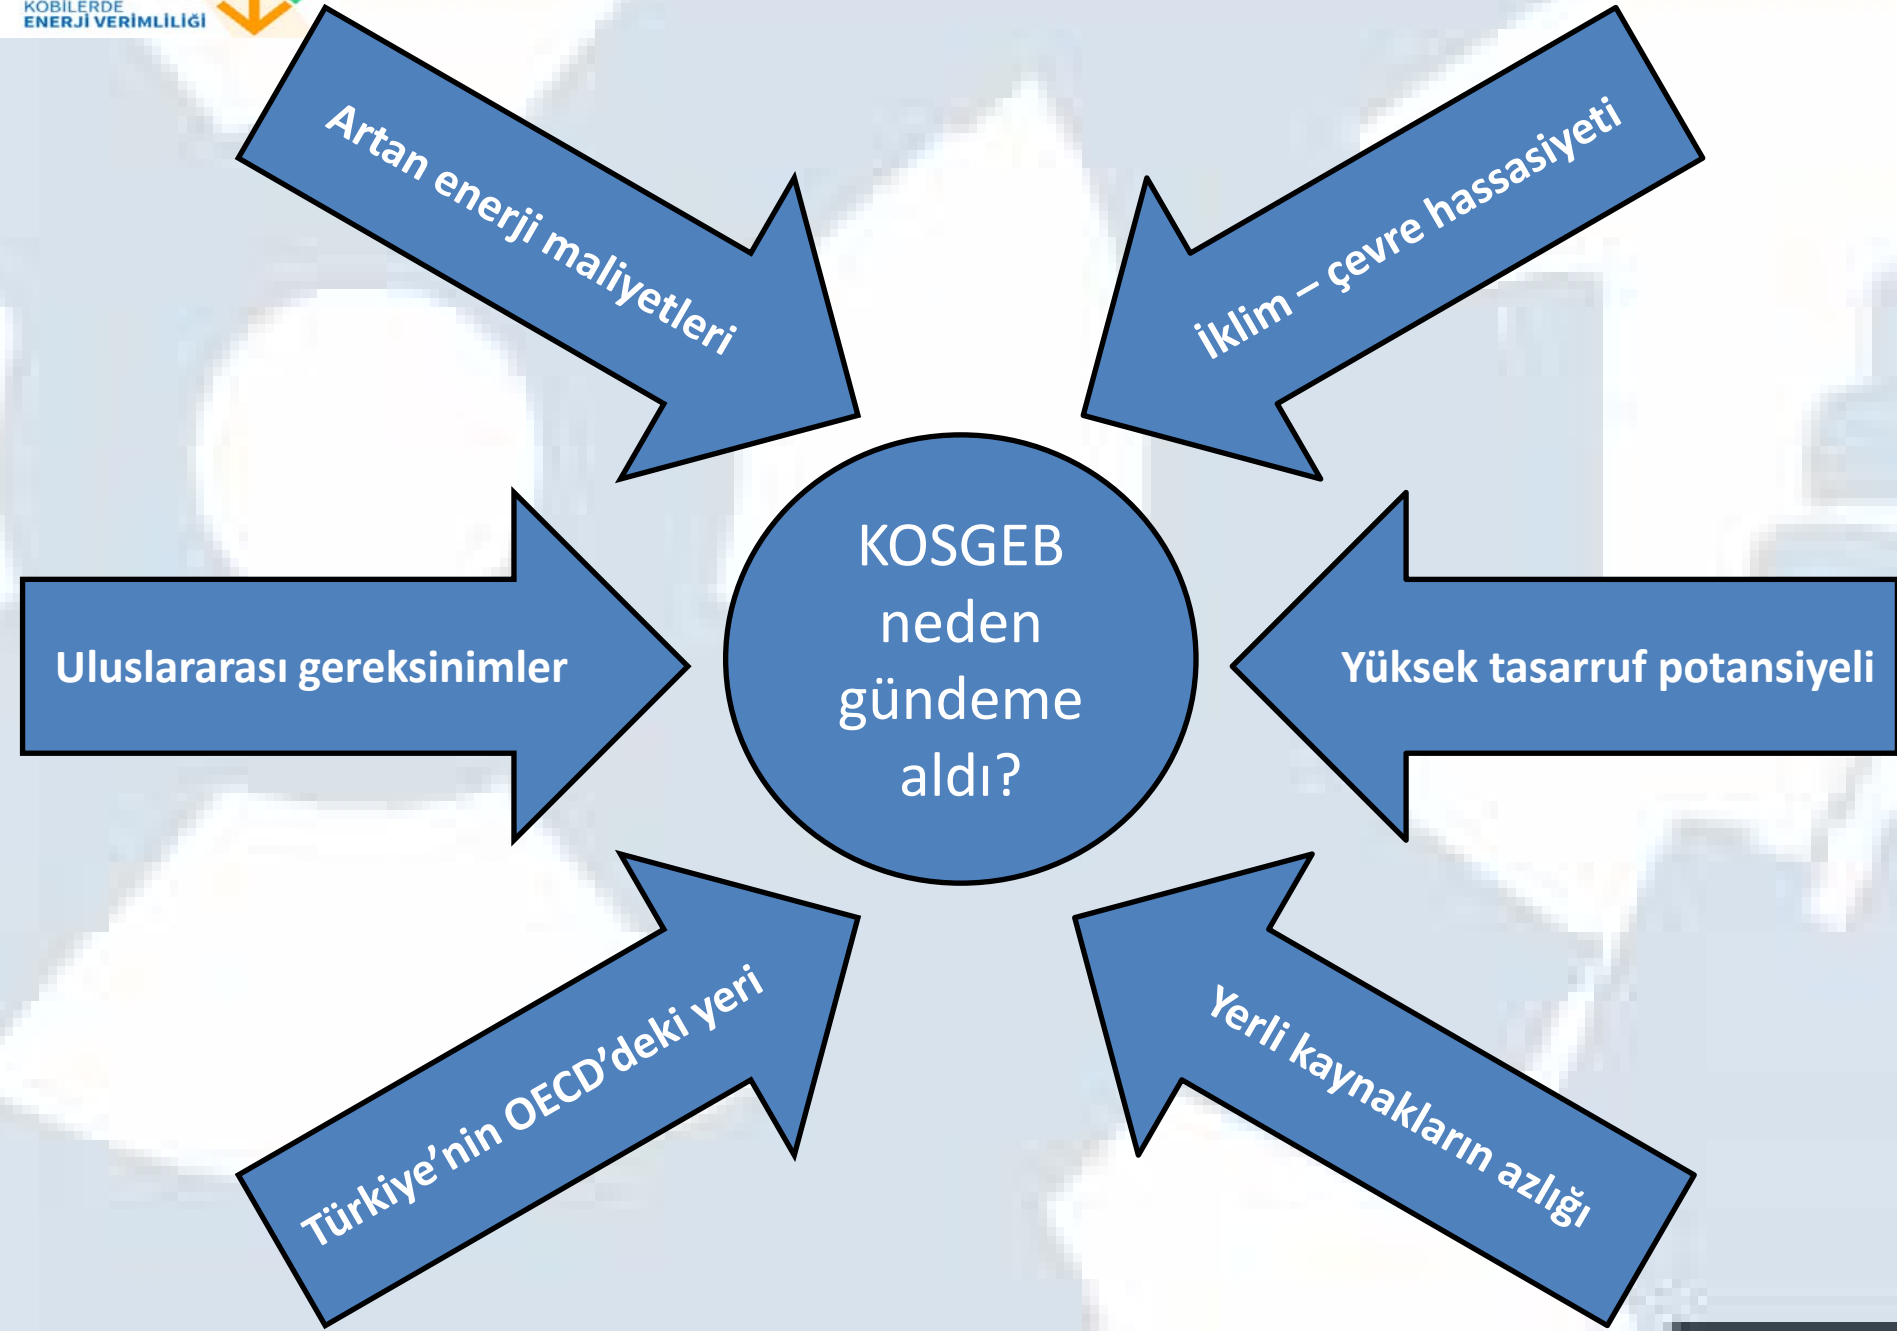 KOBİLERDE
ENERJİ VERİMLİLİĞİ
Artan enerji maliyetleri
İklim – çevre hassasiyeti
KOSGEB
neden
gündeme
aldı?
Uluslararası gereksinimler
Yüksek tasarruf potansiyeli
Türkiye’nin OECD’deki yeri
Yerli kaynakların azlığı